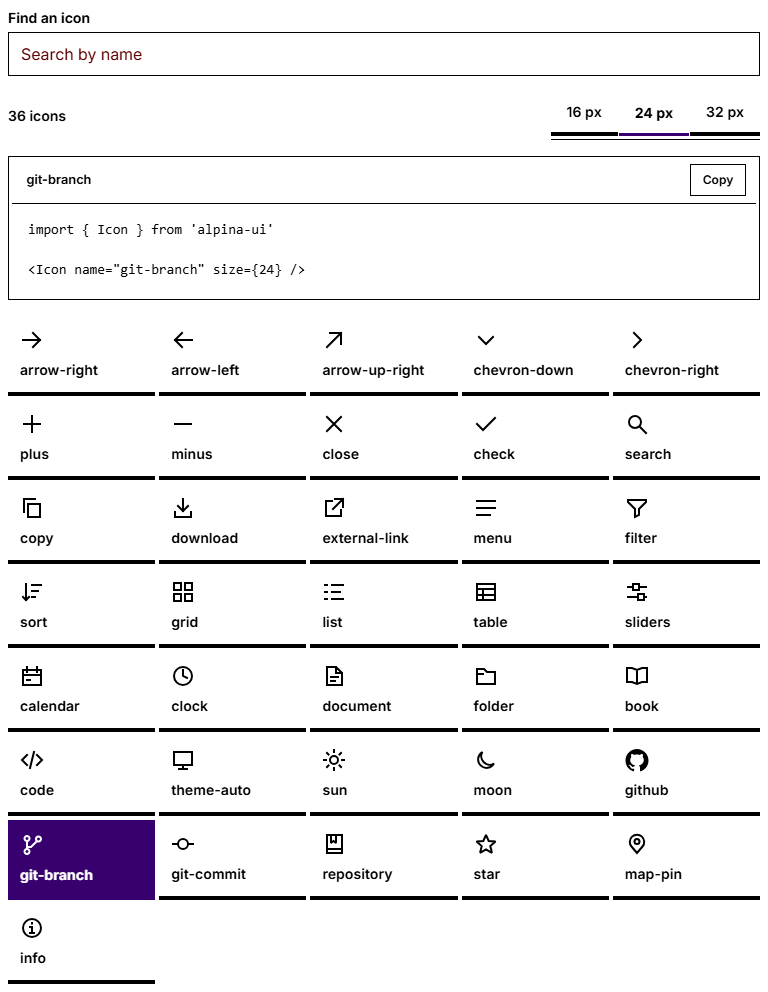 Find an icon
Search by name
36 icons
16 px 24 px 32 px
git-branch Copy
import { Icon } from 'alpina-ui'
<Icon name="git-branch" size={24} />
arrow-right arrow-left arrow-up-right chevron-down chevron-right
plus minus close check search
copy download external-link menu filter
sort grid list table sliders
calendar clock document folder book
code theme-auto sun moon github
git-branch git-commit repository star map-pin
info